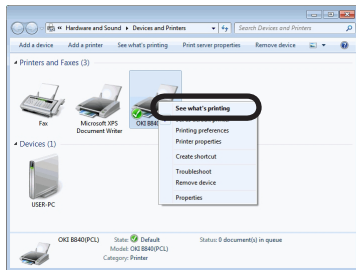 « Hardware and Sound ▸ Devices and Printers
Search Devices and Printers
Add a device Add a printer See what's printing Print server properties Remove device
Printers and Faxes (3)
Fax
Microsoft XPS
Document Writer
OKI B840
See what's printing
Printing preferences
Printer properties
Create shortcut
Troubleshoot
Remove device
Properties
Devices (1)
USER-PC
OKI B840(PCL) State: Default Status: 0 document(s) in queue
Model: OKI B840(PCL)
Category: Printer